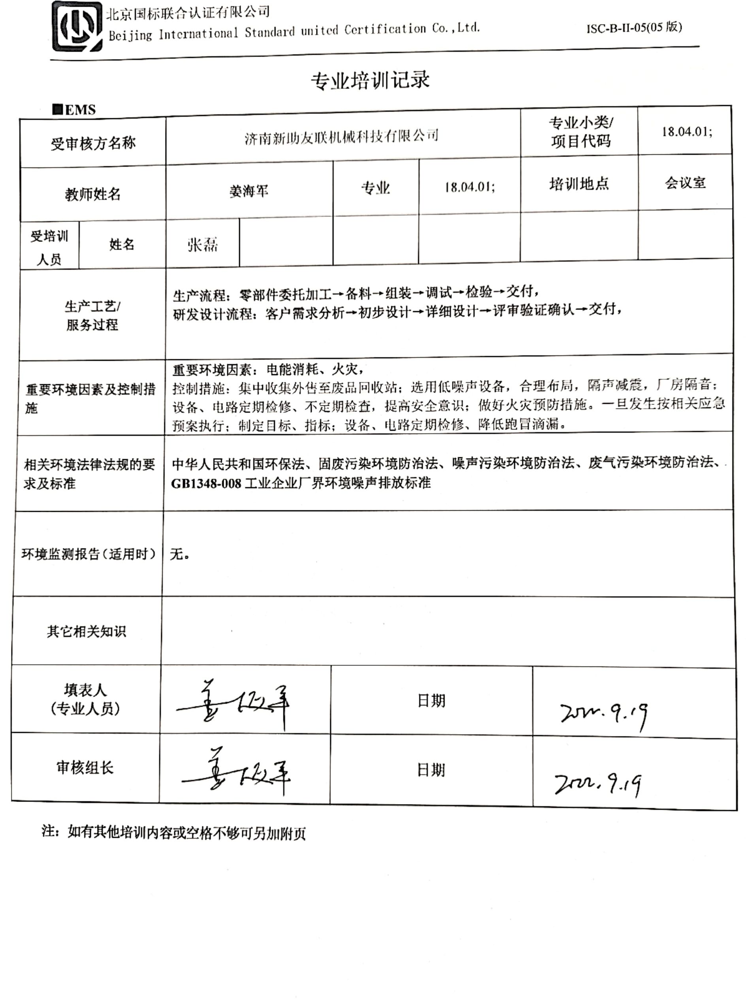 北京国标联合认证有限公司
Beijing International Standard united Certification Co.,Ltd.
ISC-B-II-05(05 版)
专业培训记录
■EMS
受审核方名称 济南新助友联机械科技有限公司 专业小类/ 18.04.01;
项目代码
教师姓名 姜海军 专业 18.04.01; 培训地点 会议室
受培训 姓名 张磊
人员
生产工艺/
服务过程
生产流程：零部件委托加工→备料→组装→调试→检验→交付，
研发设计流程：客户需求分析→初步设计→详细设计→评审验证确认→交付，
重要环境因素及控制措
施
重要环境因素：电能消耗、火灾，
控制措施：集中收集外售至废品回收站；选用低噪声设备，合理布局，隔声减震，厂房隔音；
设备、电路定期检修、不定期检查，提高安全意识；做好火灾预防措施。一旦发生按相关应急
预案执行；制定目标、指标；设备、电路定期检修、降低跑冒滴漏。
相关环境法律法规的要
求及标准
中华人民共和国环保法、固废污染环境防治法、噪声污染环境防治法、废气污染环境防治法、
GB1348-008 工业企业厂界环境噪声排放标准
环境监测报告（适用时） 无。
其它相关知识
填表人
(专业人员) 姜海军 日期 2022.9.19
审核组长 姜海军 日期 2022.9.19
注：如有其他培训内容或空格不够可另加附页